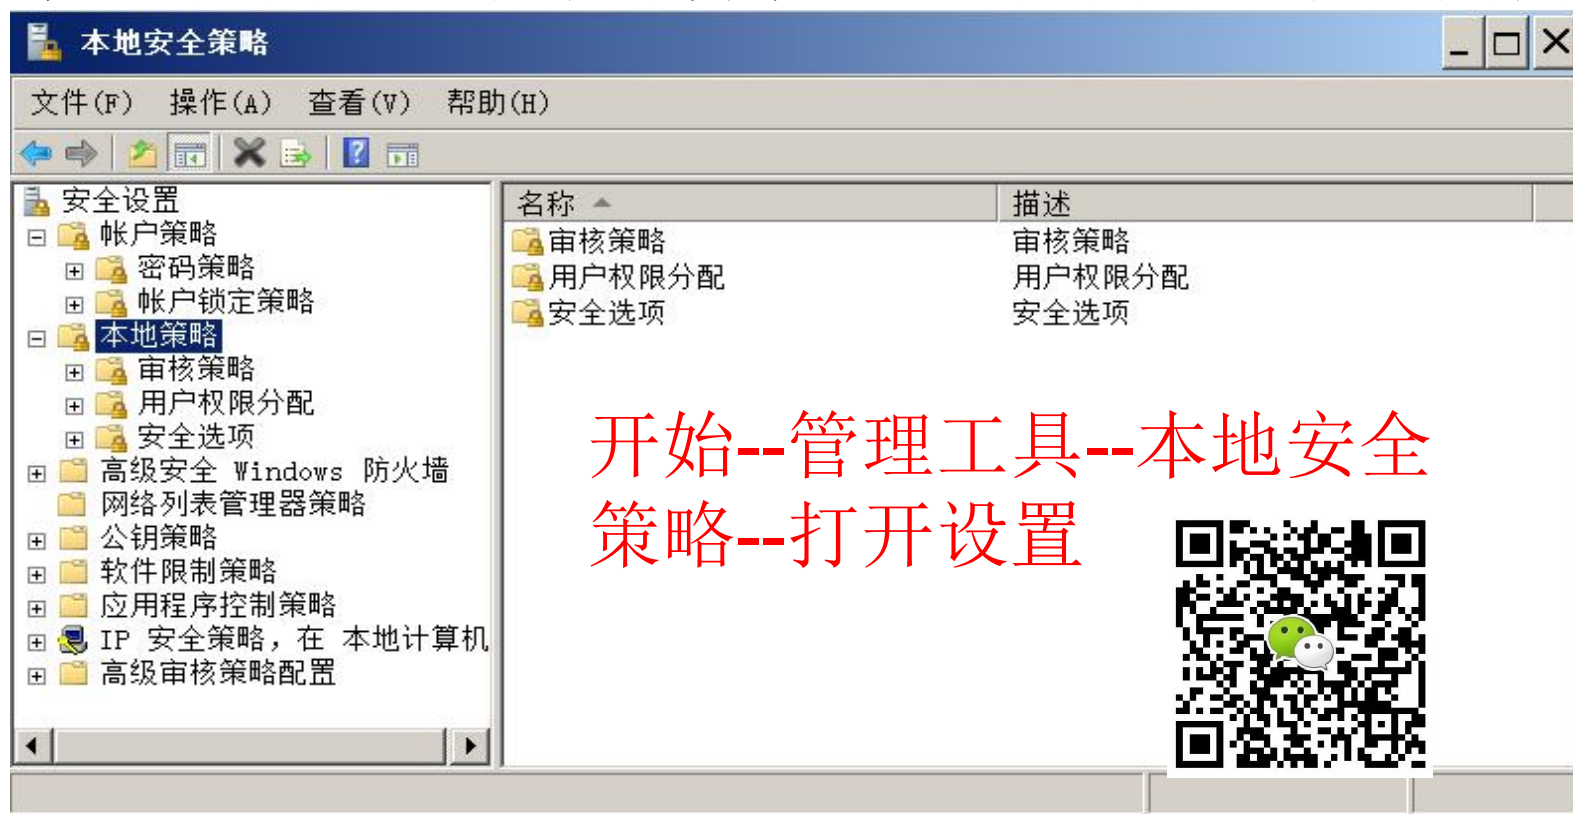 本地安全策略
文件(F) 操作(A) 查看(V) 帮助(H)
安全设置
帐户策略
密码策略
帐户锁定策略
本地策略
审核策略
用户权限分配
安全选项
高级安全 Windows 防火墙
网络列表管理器策略
公钥策略
软件限制策略
应用程序控制策略
IP 安全策略，在 本地计算机
高级审核策略配置
名称 描述
审核策略 审核策略
用户权限分配 用户权限分配
安全选项 安全选项
开始--管理工具--本地安全
策略--打开设置